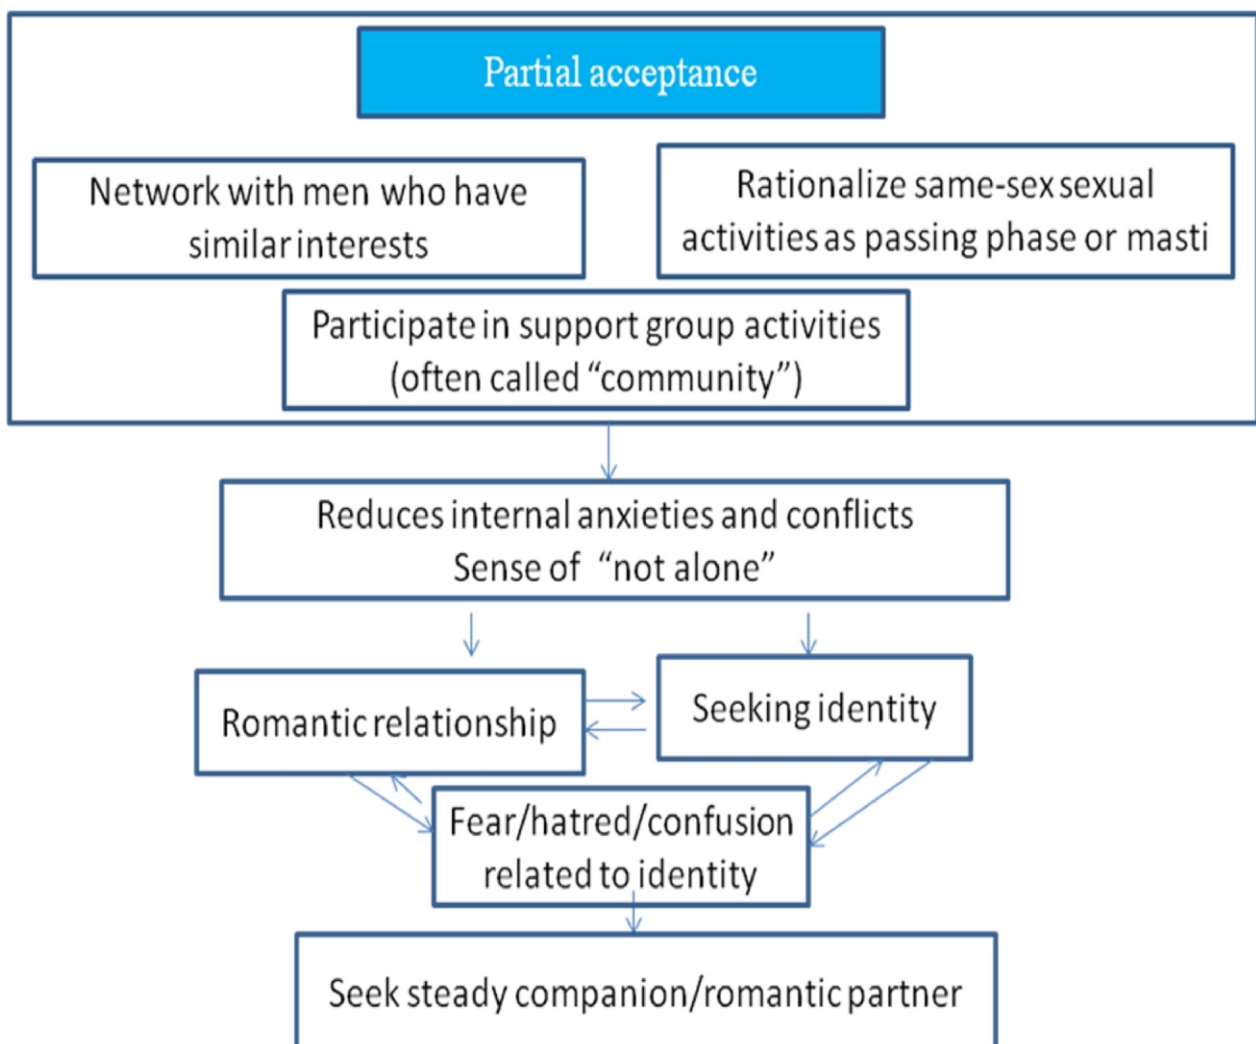 Partial acceptance
Network with men who have
similar interests
Rationalize same-sex sexual
activities as passing phase or masti
Participate in support group activities
(often called “community”)
Reduces internal anxieties and conflicts
Sense of “not alone”
Romantic relationship
Seeking identity
Fear/hatred/confusion
related to identity
Seek steady companion/romantic partner